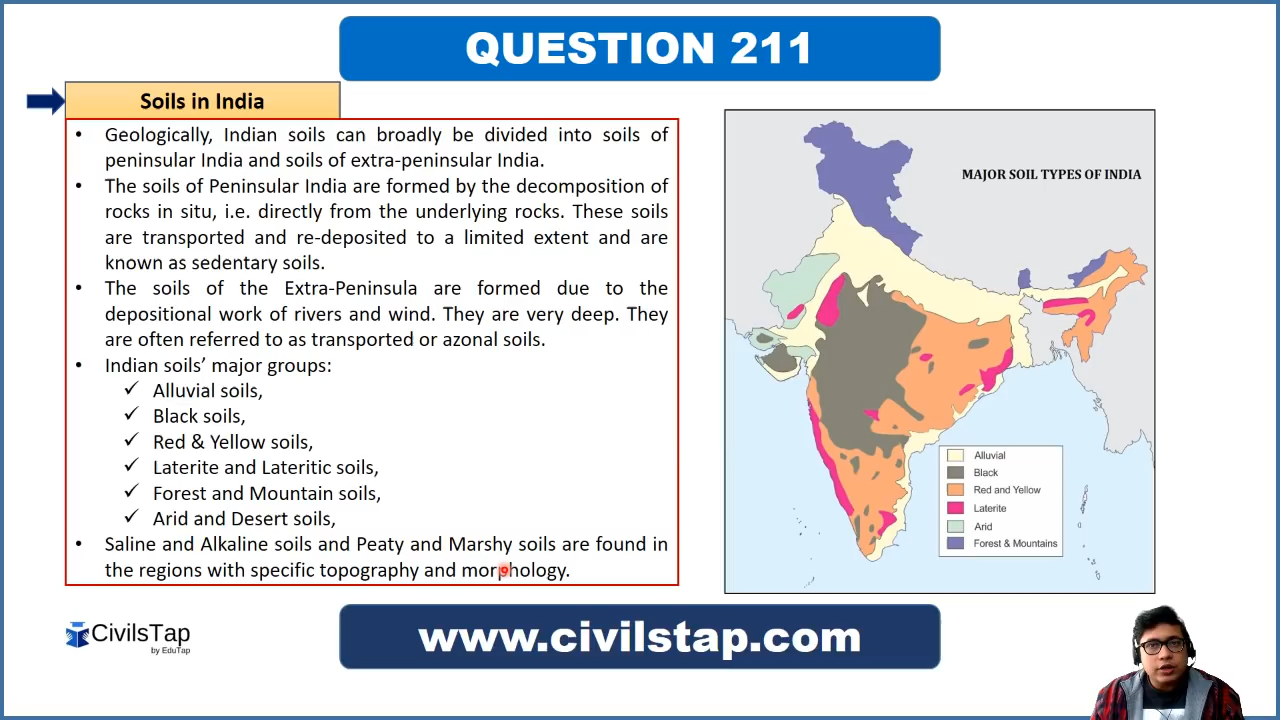 QUESTION 211
Soils in India
• Geologically, Indian soils can broadly be divided into soils of
peninsular India and soils of extra-peninsular India.
• The soils of Peninsular India are formed by the decomposition of
rocks in situ, i.e. directly from the underlying rocks. These soils
are transported and re-deposited to a limited extent and are
known as sedentary soils.
• The soils of the Extra-Peninsula are formed due to the
depositional work of rivers and wind. They are very deep. They
are often referred to as transported or azonal soils.
• Indian soils’ major groups:
✓ Alluvial soils,
✓ Black soils,
✓ Red & Yellow soils,
✓ Laterite and Lateritic soils,
✓ Forest and Mountain soils,
✓ Arid and Desert soils,
• Saline and Alkaline soils and Peaty and Marshy soils are found in
the regions with specific topography and morphology.
MAJOR SOIL TYPES OF INDIA
Alluvial
Black
Red and Yellow
Laterite
Arid
Forest & Mountains
CivilsTap
by EduTap
www.civilstap.com